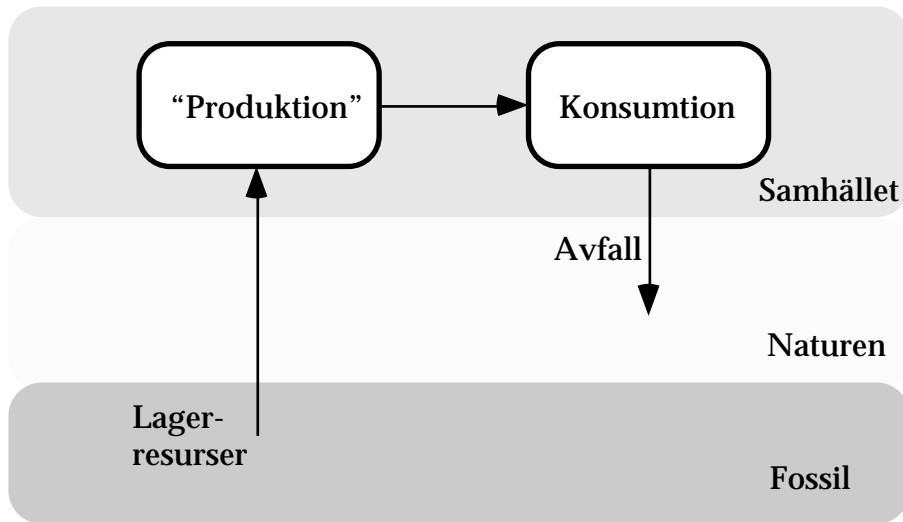 “Produktion”
Konsumtion
Samhället
Avfall
Naturen
Lager-
resurser
Fossil